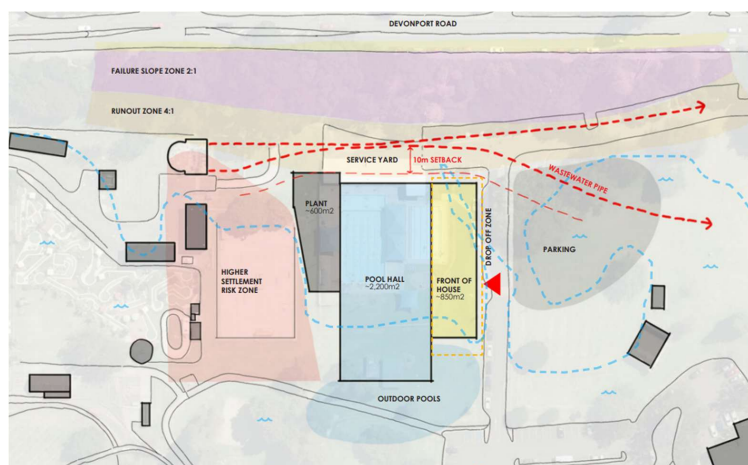 DEVONPORT ROAD
FAILURE SLOPE ZONE 2:1
RUNOUT ZONE 4:1
SERVICE YARD
10m SETBACK
WASTEWATER PIPE
PLANT
~600m2
DROP OFF ZONE
PARKING
HIGHER
SETTLEMENT
RISK ZONE
POOL HALL
~2,200m2
FRONT OF
HOUSE
~850m2
OUTDOOR POOLS